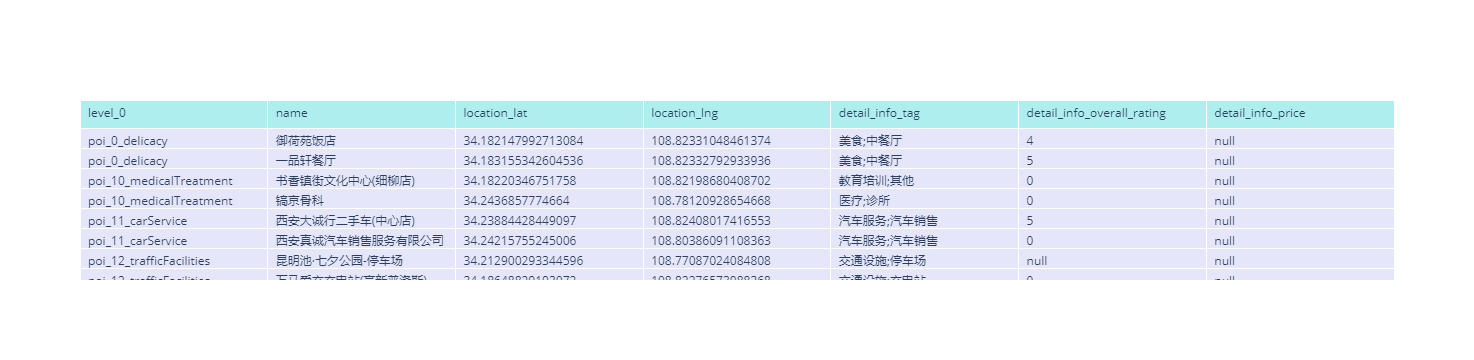 level_0 name location_lat location_lng detail_info_tag detail_info_overall_rating detail_info_price
poi_0_delicacy 御荷苑饭店 34.182147992713084 108.82331048461374 美食;中餐厅 4 null
poi_0_delicacy 一品轩餐厅 34.183155342604536 108.82332792933936 美食;中餐厅 5 null
poi_10_medicalTreatment 书香镇街文化中心(细柳店) 34.18220346751758 108.82198680408702 教育培训;其他 0 null
poi_10_medicalTreatment 镐京骨科 34.2436857774664 108.78120928654668 医疗;诊所 0 null
poi_11_carService 西安大诚行二手车(中心店) 34.23884428449097 108.82408017416553 汽车服务;汽车销售 5 null
poi_11_carService 西安真诚汽车销售服务有限公司 34.24215755245006 108.80386091108363 汽车服务;汽车销售 0 null
poi_12_trafficFacilities 昆明池·七夕公园-停车场 34.212900293344596 108.77087024084808 交通设施;停车场 null null
poi_12_trafficFacilities 交通设施;充电站 0 null